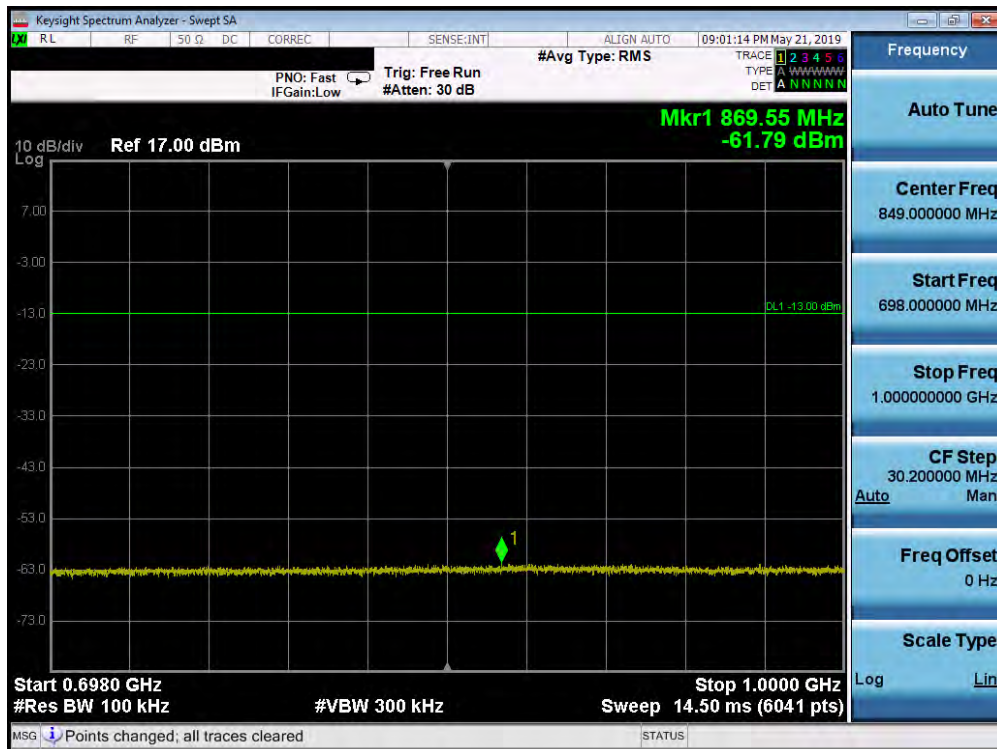 Keysight Spectrum Analyzer - Swept SA
LXI RL RF 50 Ω DC CORREC SENSE:INT ALIGN AUTO 09:01:14 PM May 21, 2019
#Avg Type: RMS
TRACE 1 2 3 4 5 6
TYPE A WWWWW
DET A N N N N N
PNO: Fast
IFGain:Low
Trig: Free Run
#Atten: 30 dB
Mkr1 869.55 MHz
-61.79 dBm
10 dB/div
Log
Ref 17.00 dBm
7.00
-3.00
-13.0
DL1 -13.00 dBm
-23.0
-33.0
-43.0
-53.0
1
-63.0
-73.0
Start 0.6980 GHz
Stop 1.0000 GHz
#Res BW 100 kHz
#VBW 300 kHz
Sweep 14.50 ms (6041 pts)
MSG
Points changed; all traces cleared
STATUS
Frequency
Auto Tune
Center Freq
849.000000 MHz
Start Freq
698.000000 MHz
Stop Freq
1.000000000 GHz
CF Step
30.200000 MHz
Auto Man
Freq Offset
0 Hz
Scale Type
Log Lin